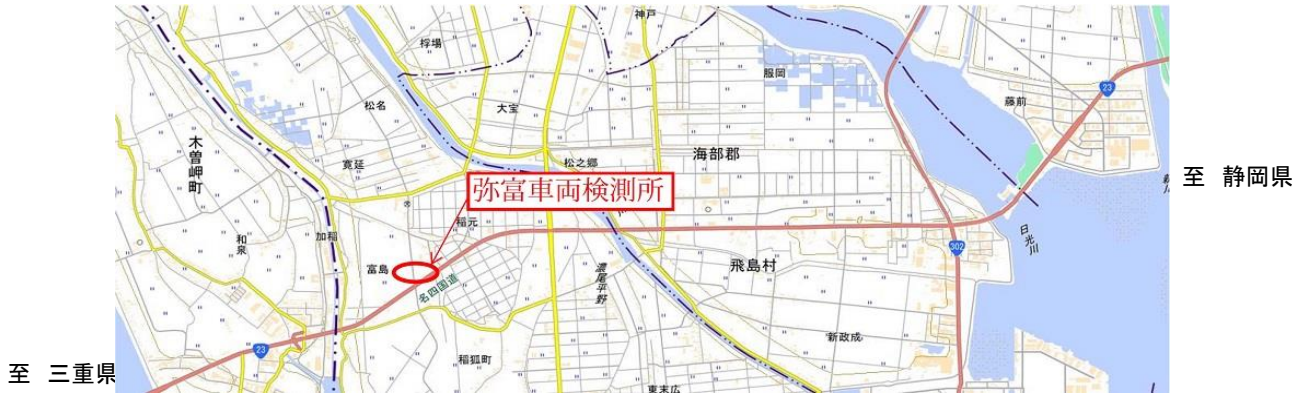 神戸
桴場
服岡
23
松名
大宝
藤前
木曽岬町
寛延
松之郷
海部郡
至 静岡県
弥富車両検測所
川
稲元
和泉
加稲
日光川
302
富島
名四国道
濃尾平野
飛島村
新政成
23
稲狐町
至 三重県
東末広